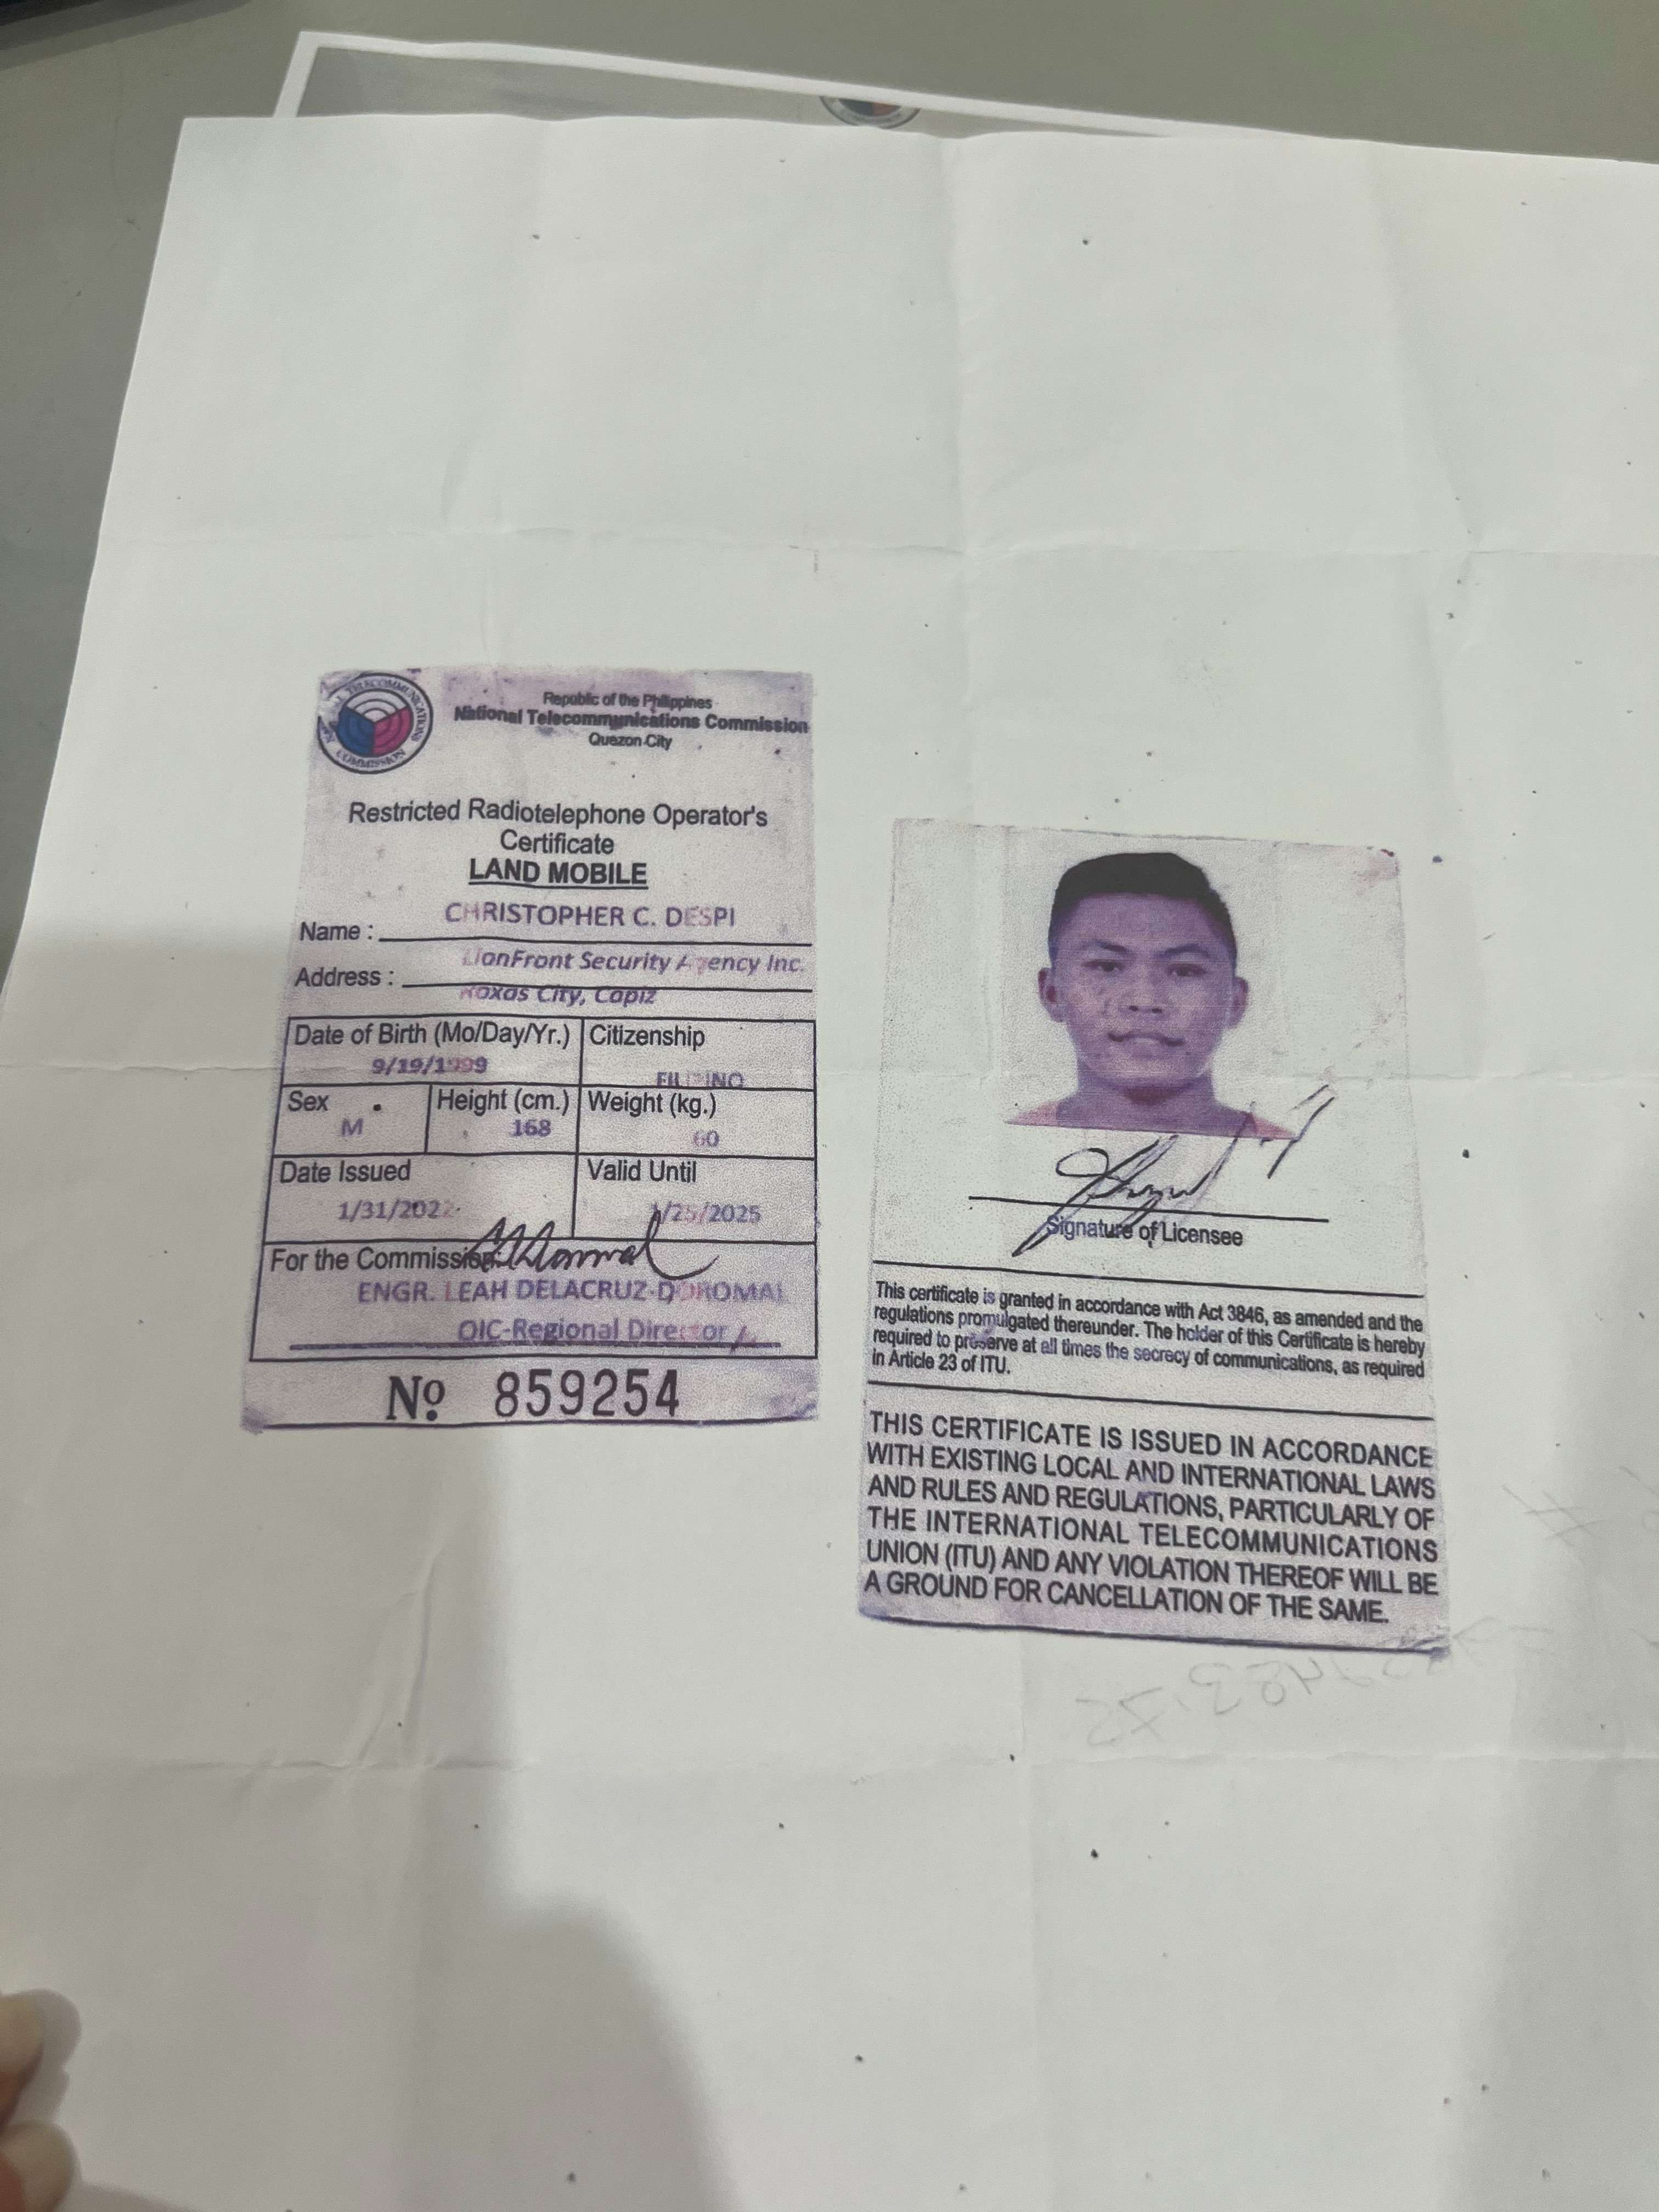 NATIONAL TELECOMMUNICATIONS COMMISSION
Republic of the Philippines
National Telecommunications Commission
Quezon City
Restricted Radiotelephone Operator's
Certificate
LAND MOBILE
Name : CHRISTOPHER C. DESPI
Address : LionFront Security Agency Inc.
Roxas City, Capiz
Date of Birth (Mo/Day/Yr.) Citizenship
9/19/1999 FILIPINO
Sex Height (cm.) Weight (kg.)
M 168 60
Date Issued Valid Until
1/31/2022 1/25/2025
For the Commission:
ENGR. LEAH DELACRUZ-DOROMAL
OIC-Regional Director
No 859254
Signature of Licensee
This certificate is granted in accordance with Act 3846, as amended and the
regulations promulgated thereunder. The holder of this Certificate is hereby
required to preserve at all times the secrecy of communications, as required
in Article 23 of ITU.
THIS CERTIFICATE IS ISSUED IN ACCORDANCE
WITH EXISTING LOCAL AND INTERNATIONAL LAWS
AND RULES AND REGULATIONS, PARTICULARLY OF
THE INTERNATIONAL TELECOMMUNICATIONS
UNION (ITU) AND ANY VIOLATION THEREOF WILL BE
A GROUND FOR CANCELLATION OF THE SAME.